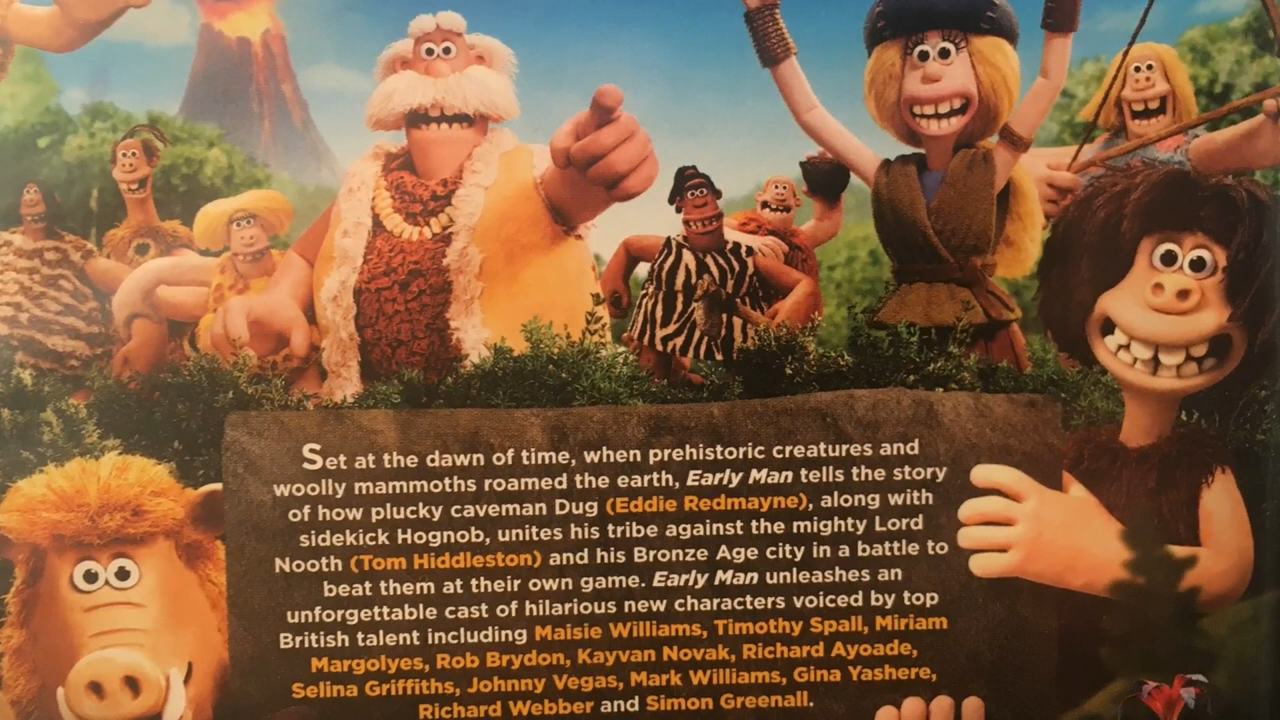 Set at the dawn of time, when prehistoric creatures and
woolly mammoths roamed the earth, Early Man tells the story
of how plucky caveman Dug (Eddie Redmayne), along with
sidekick Hognob, unites his tribe against the mighty Lord
Nooth (Tom Hiddleston) and his Bronze Age city in a battle to
beat them at their own game. Early Man unleashes an
unforgettable cast of hilarious new characters voiced by top
British talent including Maisie Williams, Timothy Spall, Miriam
Margolyes, Rob Brydon, Kayvan Novak, Richard Ayoade,
Selina Griffiths, Johnny Vegas, Mark Williams, Gina Yashere,
Richard Webber and Simon Greenall.